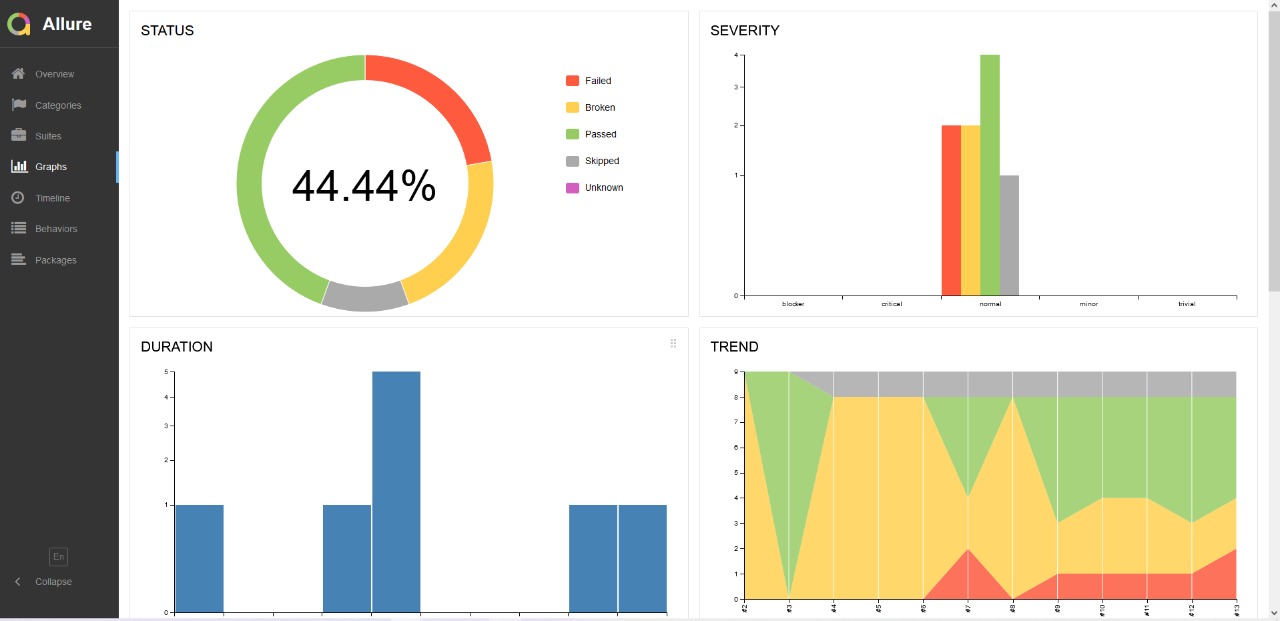 Allure
Overview
Categories
Suites
Graphs
Timeline
Behaviors
Packages
En
Collapse
STATUS
44.44%
Failed
Broken
Passed
Skipped
Unknown
SEVERITY
4
3
2
1
0
blocker
critical
normal
minor
trivial
DURATION
5
4
3
2
1
0
TREND
9
8
7
6
5
4
3
2
1
0
#2
#3
#4
#5
#6
#7
#8
#9
#10
#11
#12
#13